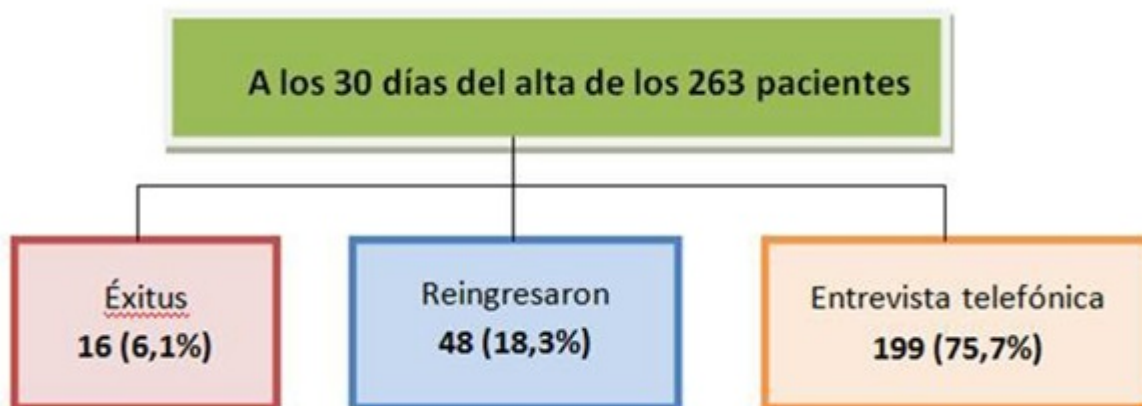 A los 30 días del alta de los 263 pacientes
Éxitus
16 (6,1%)
Reingresaron
48 (18,3%)
Entrevista telefónica
199 (75,7%)